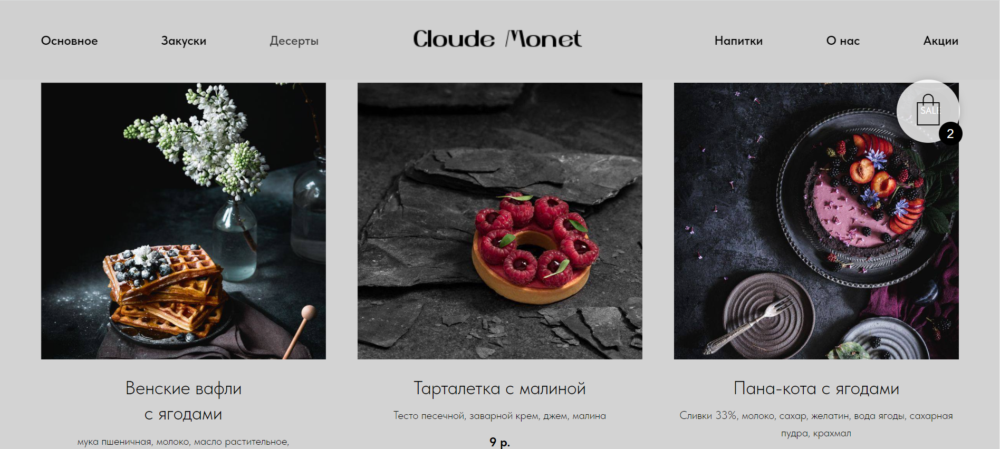 Основное
Закуски
Десерты
Cloude Monet
Напитки
О нас
Акции
SALE
2
Венские вафли
с ягодами
мука пшеничная, молоко, масло растительное,
Тарталетка с малиной
Тесто песечной, заварной крем, джем, малина
9 р.
Пана-кота с ягодами
Сливки 33%, молоко, сахар, желатин, вода ягоды, сахарная
пудра, крахмал